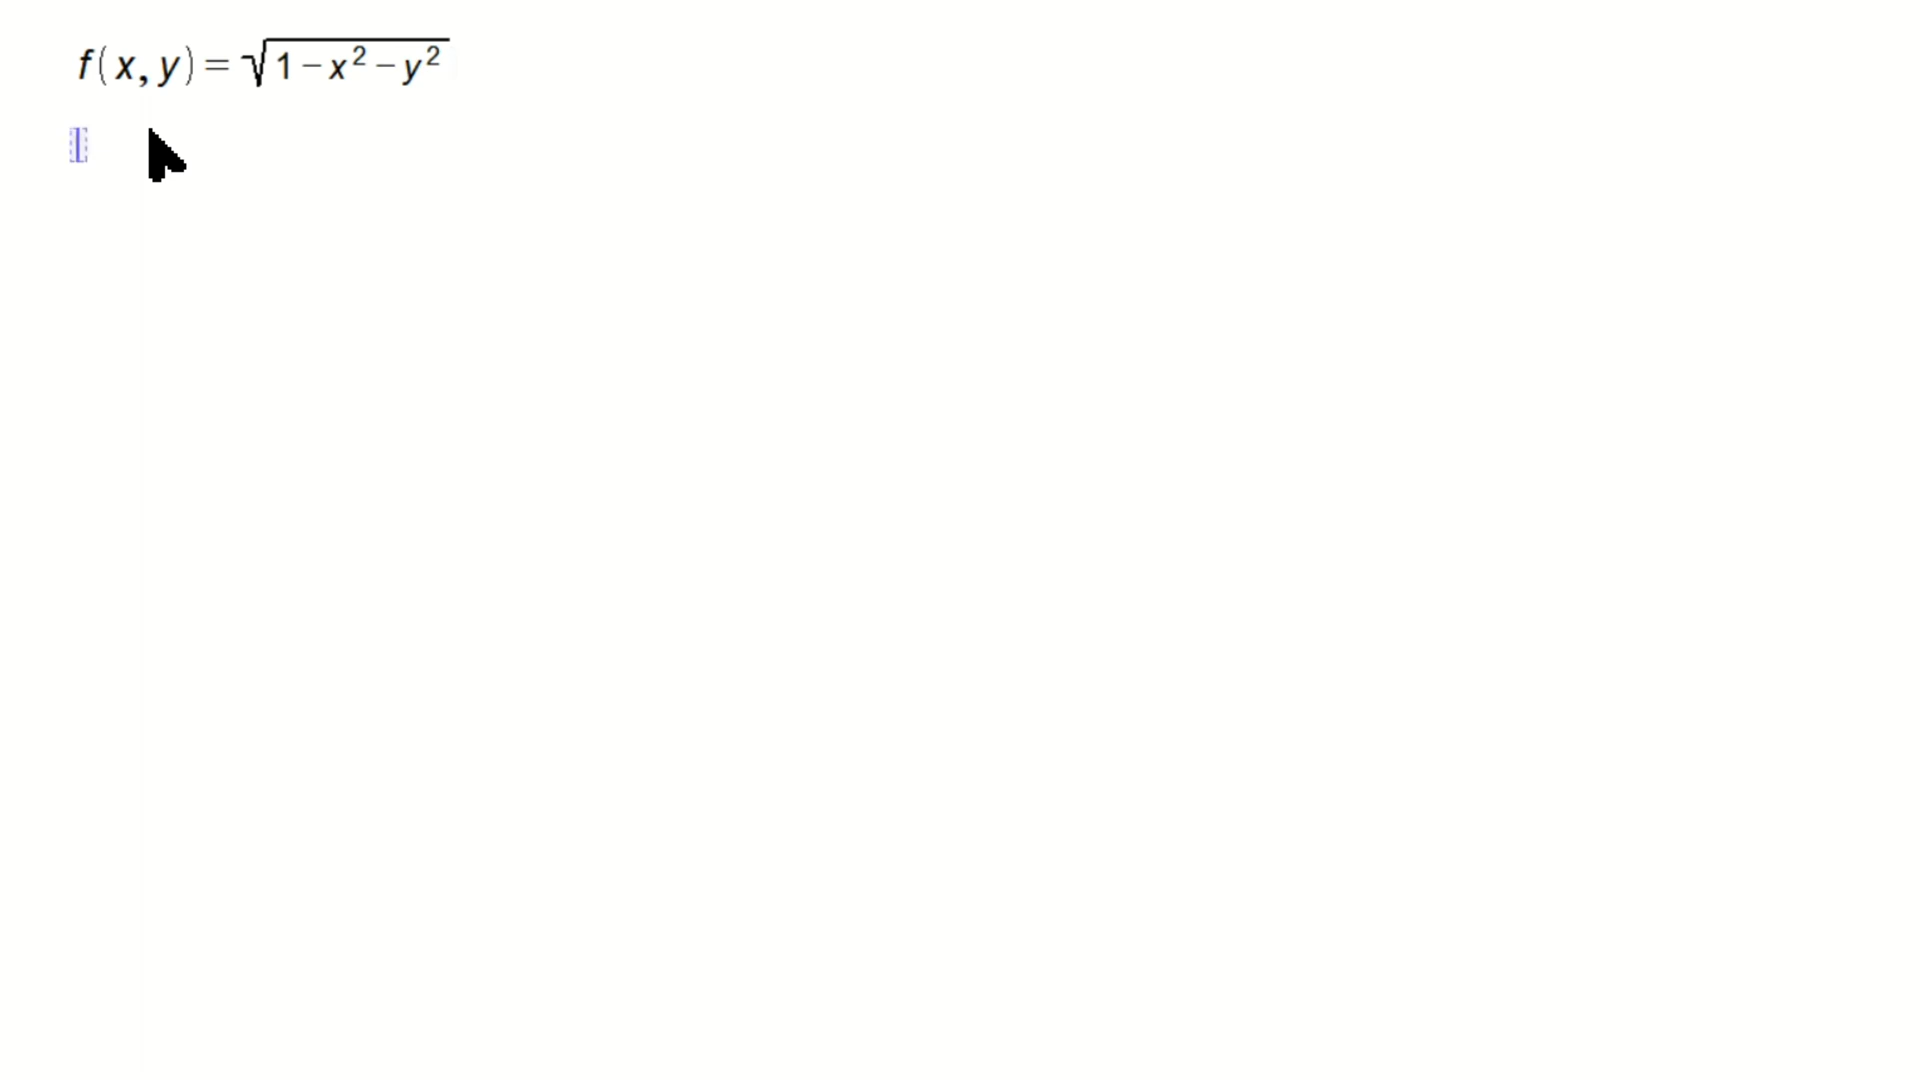 f(x, y) = √(1 − x² − y²)